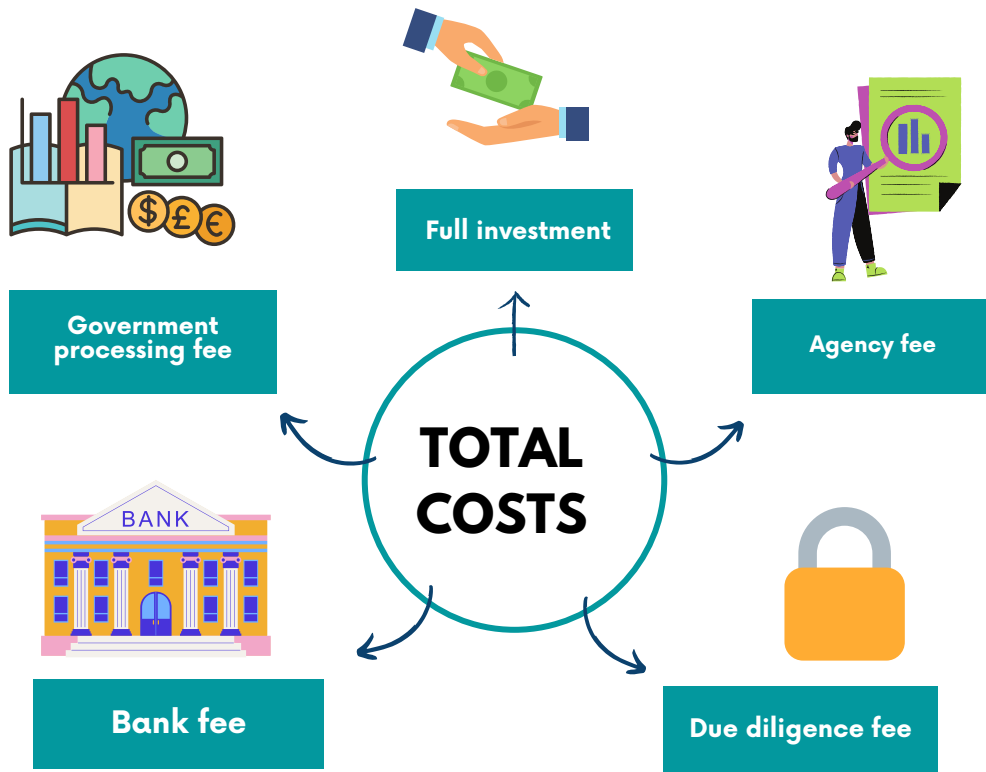 Full investment
Government
processing fee
Agency fee
TOTAL
COSTS
BANK
Bank fee
Due diligence fee
$
£
€